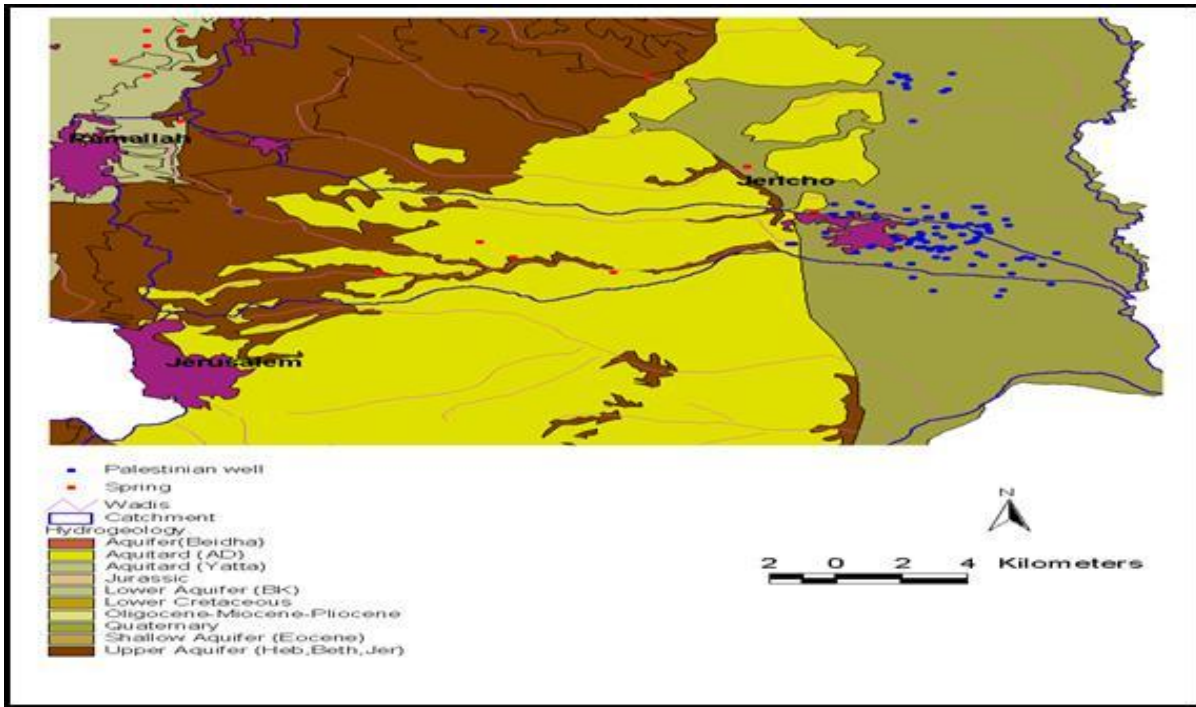 Ramallah
Jericho
Jerusalem
Palestinian well
Spring
Wadis
Catchment
Hydrogeology
Aquifer(Beidha)
Aquitard (AD)
Aquitard (Yatta)
Jurassic
Lower Aquifer (BK)
Lower Cretaceous
Oligocene-Miocene-Pliocene
Quaternary
Shallow Aquifer (Eocene)
Upper Aquifer (Heb,Beth,Jer)
N
2 0 2 4 Kilometers